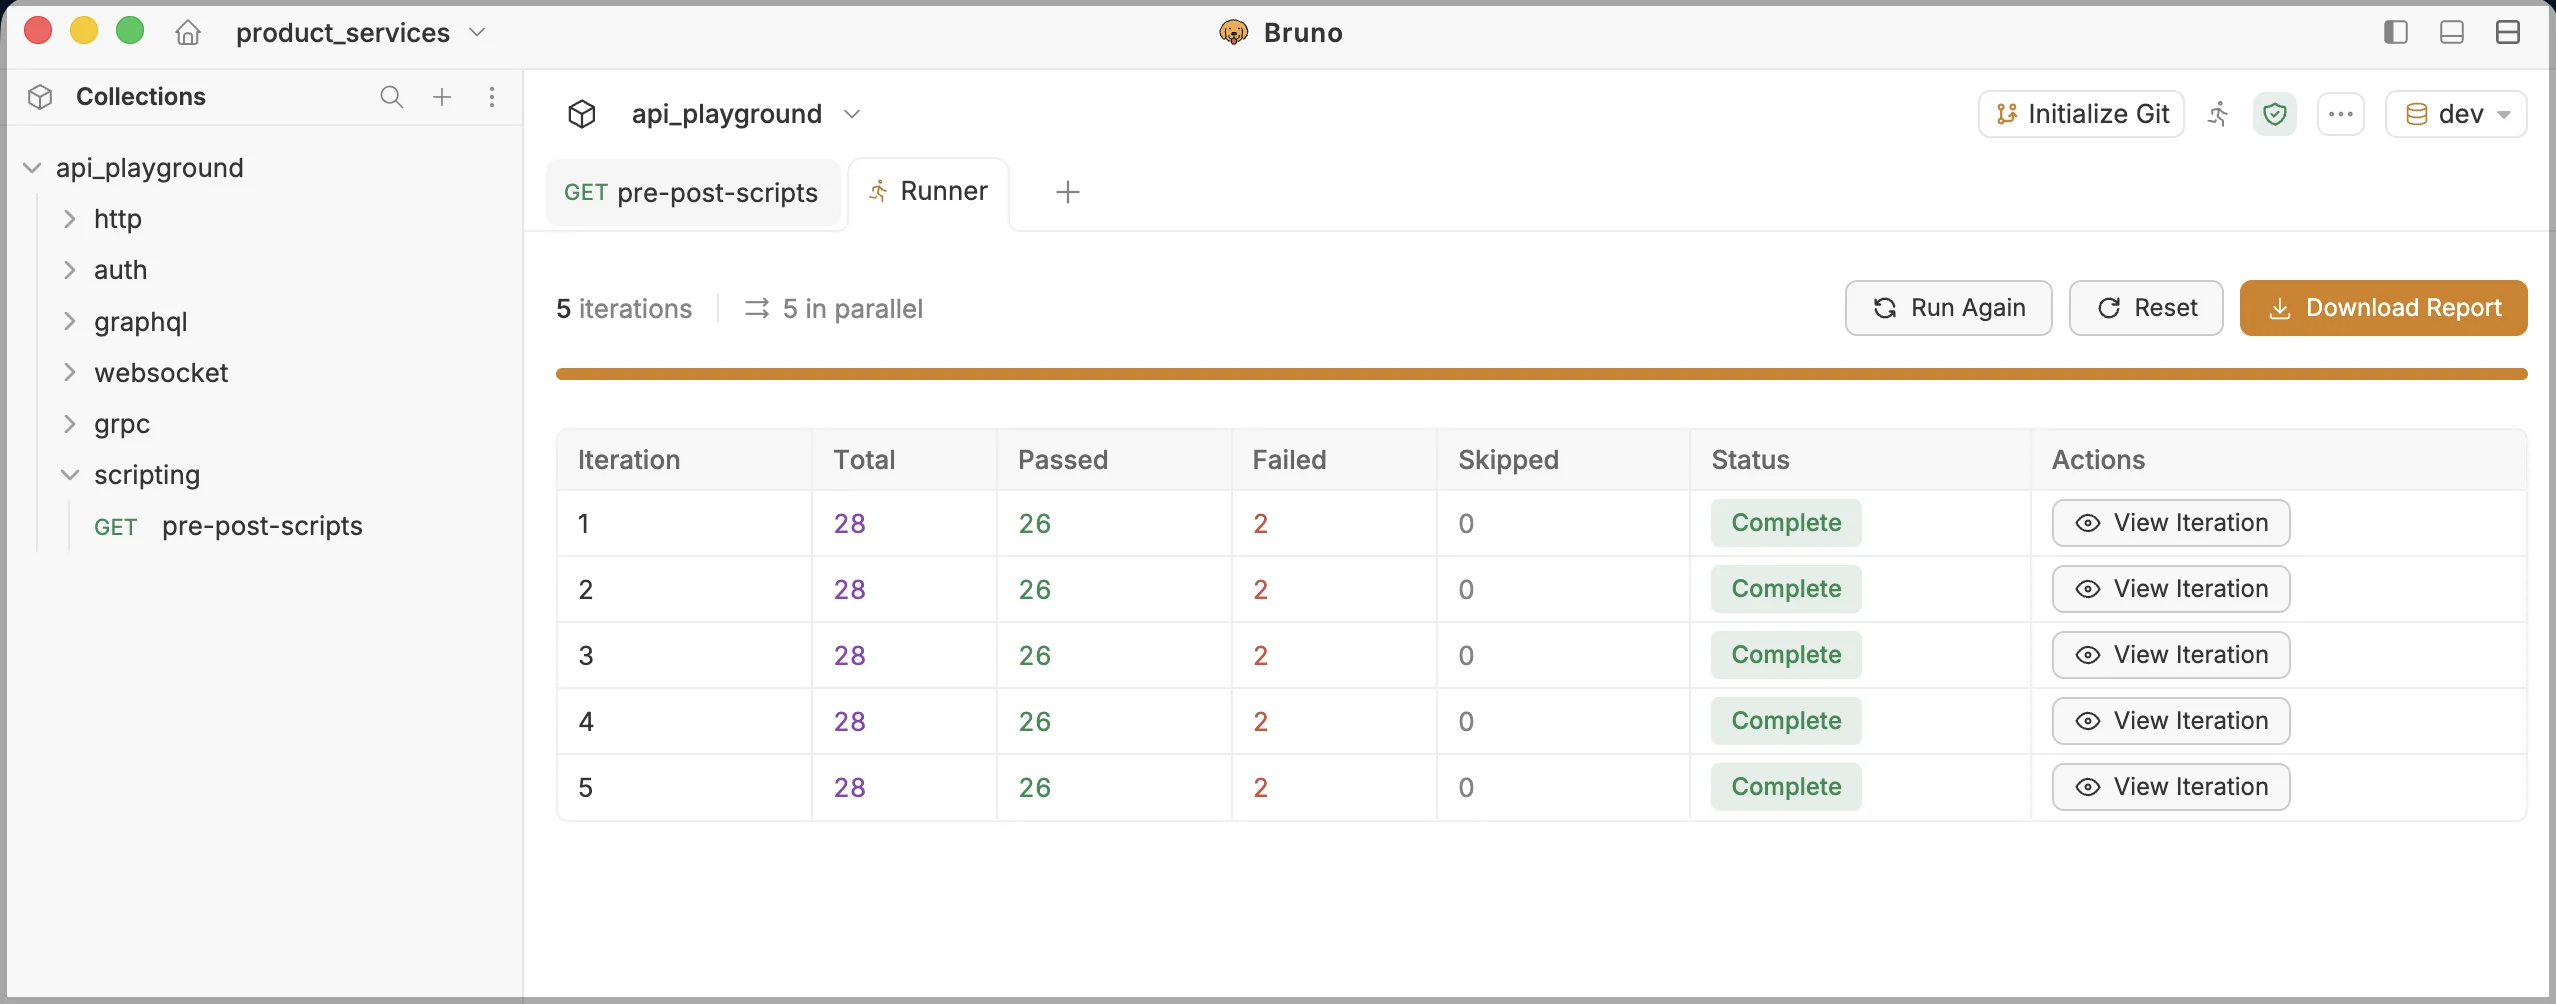 product_services
Bruno
Collections
api_playground
http
auth
graphql
websocket
grpc
scripting
GET pre-post-scripts
api_playground
Initialize Git
dev
GET pre-post-scripts
Runner
5 iterations
5 in parallel
Run Again
Reset
Download Report
Iteration Total Passed Failed Skipped Status Actions
1 28 26 2 0 Complete View Iteration
2 28 26 2 0 Complete View Iteration
3 28 26 2 0 Complete View Iteration
4 28 26 2 0 Complete View Iteration
5 28 26 2 0 Complete View Iteration